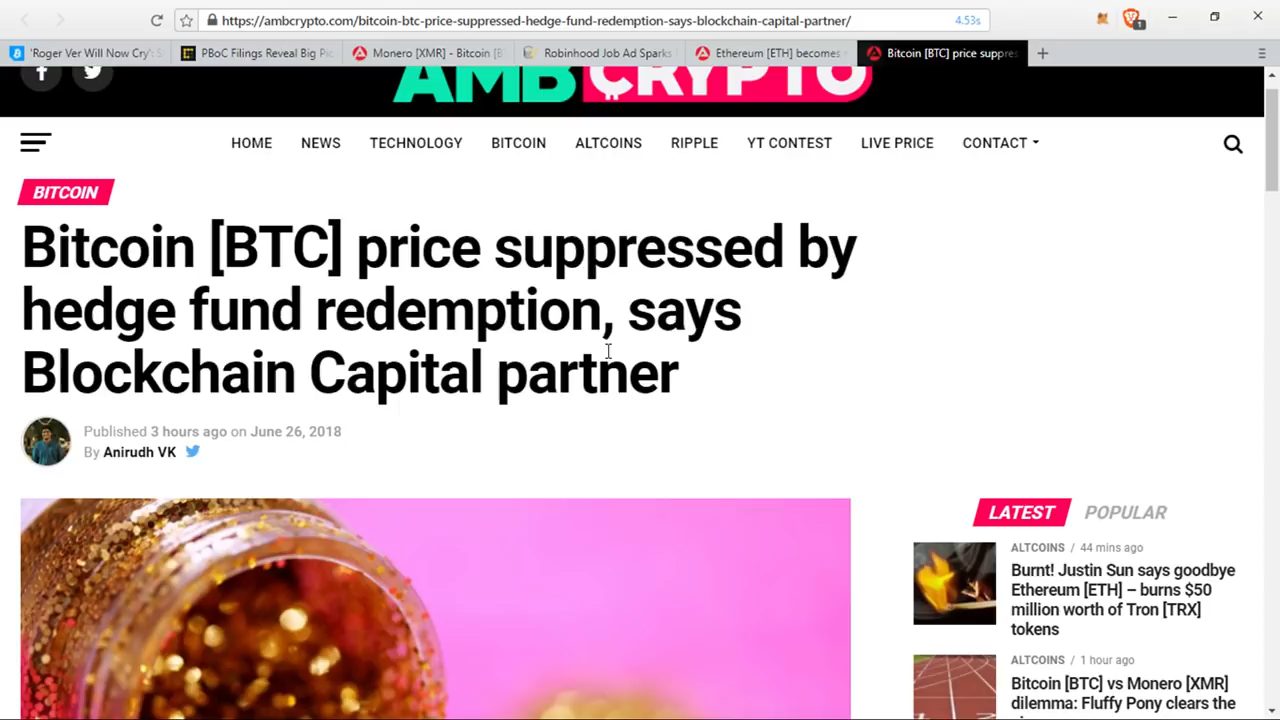 https://ambcrypto.com/bitcoin-btc-price-suppressed-hedge-fund-redemption-says-blockchain-capital-partner/
4.53s
1
'Roger Ver Will Now Cry':
PBoC Filings Reveal Big Pic
Monero [XMR] - Bitcoin [B
Robinhood Job Ad Sparks
Ethereum [ETH] becomes
Bitcoin [BTC] price suppres
AMBCRYPTO
HOME
NEWS
TECHNOLOGY
BITCOIN
ALTCOINS
RIPPLE
YT CONTEST
LIVE PRICE
CONTACT
BITCOIN
Bitcoin [BTC] price suppressed by
hedge fund redemption, says
Blockchain Capital partner
Published 3 hours ago on June 26, 2018
By Anirudh VK
LATEST
POPULAR
ALTCOINS / 44 mins ago
Burnt! Justin Sun says goodbye
Ethereum [ETH] – burns $50
million worth of Tron [TRX]
tokens
ALTCOINS / 1 hour ago
Bitcoin [BTC] vs Monero [XMR]
dilemma: Fluffy Pony clears the